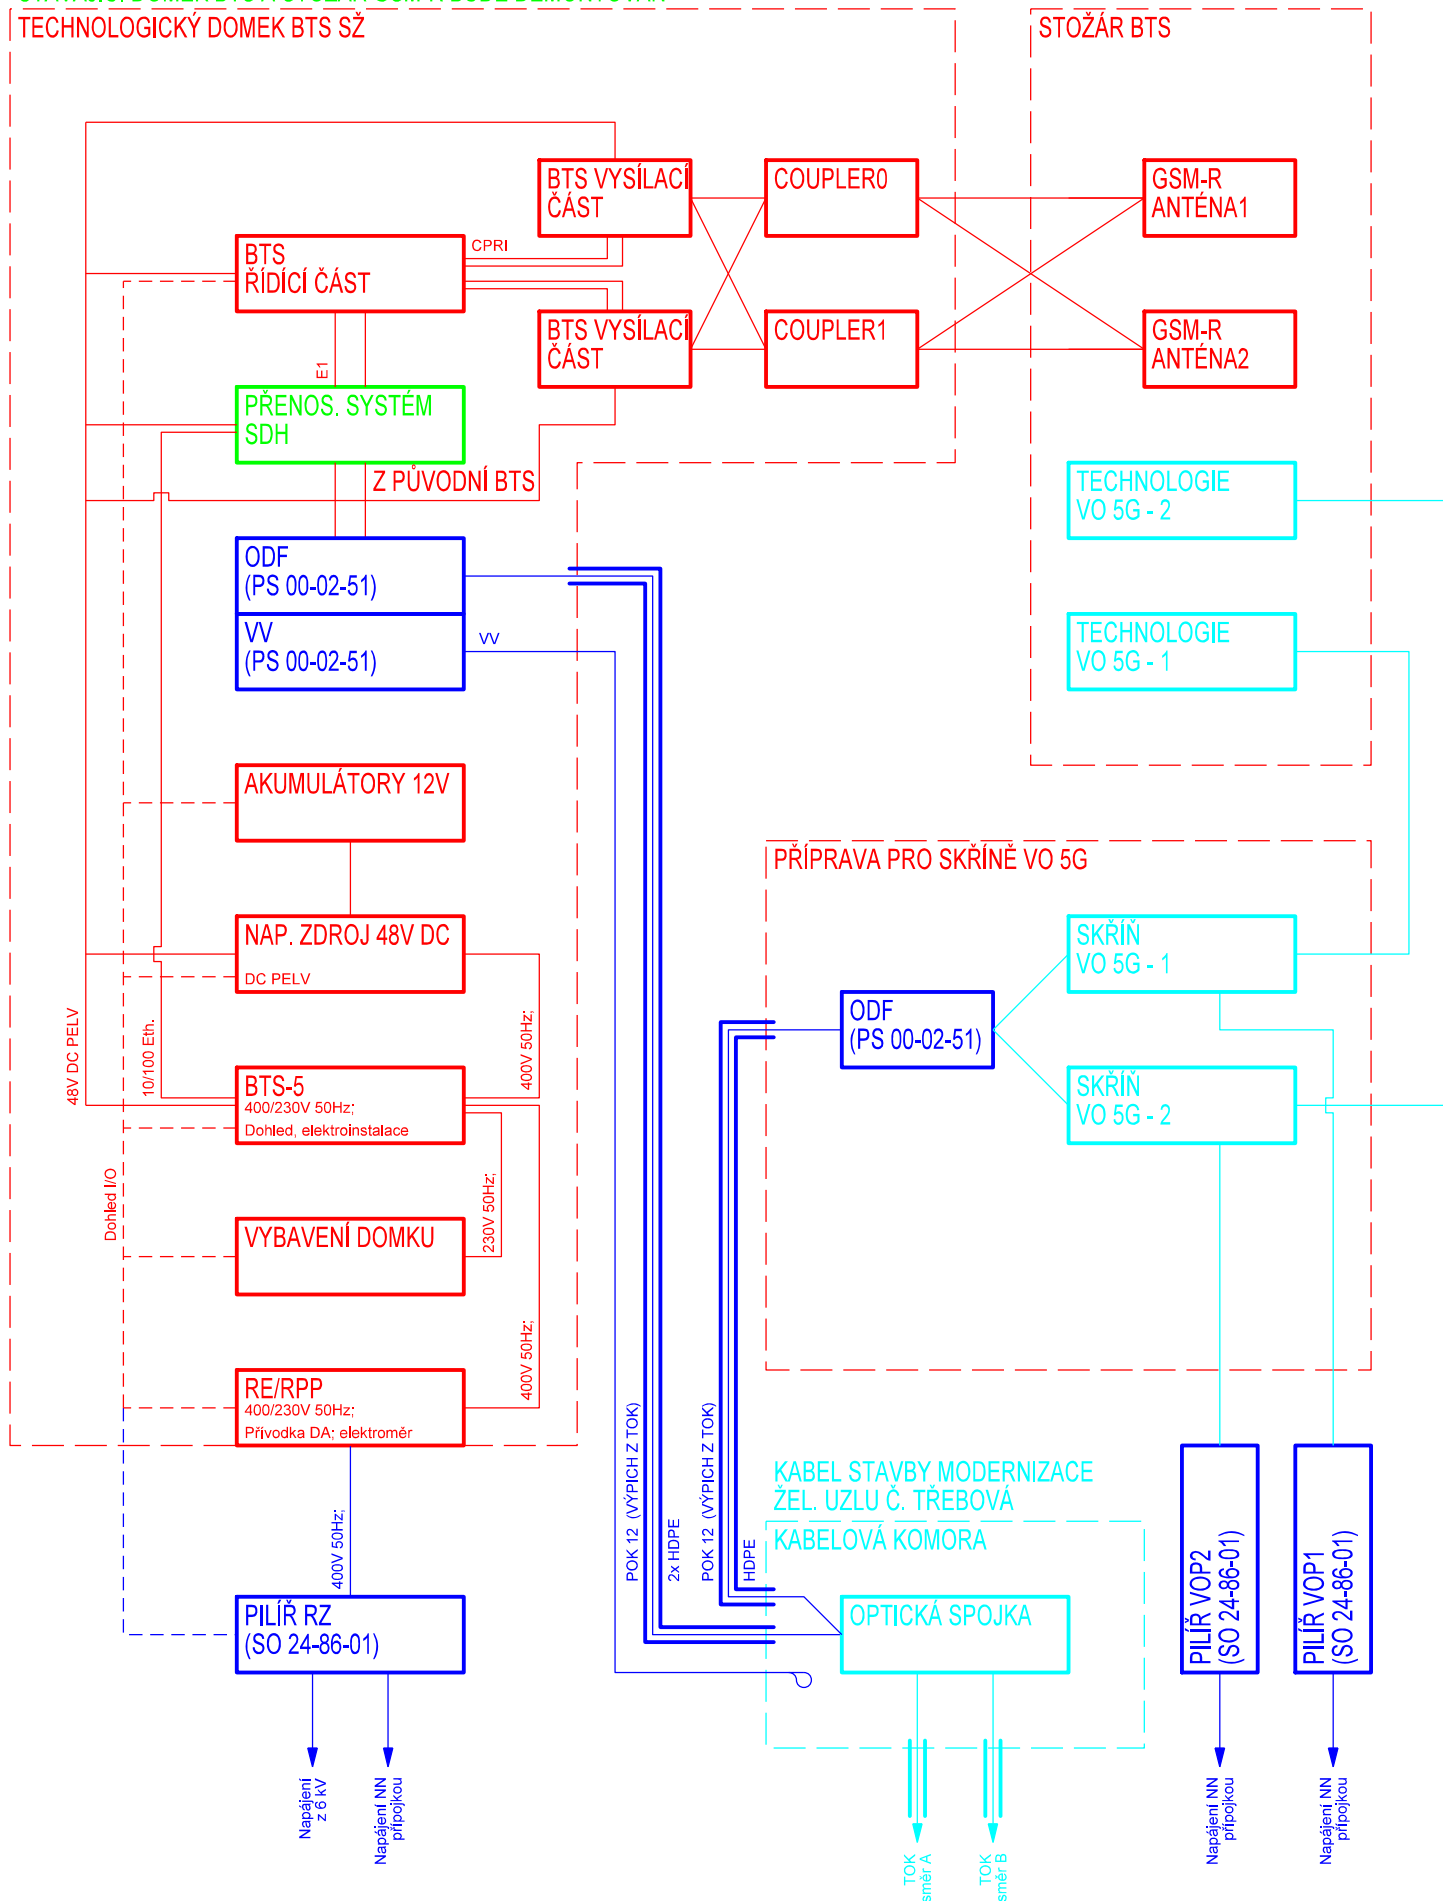 TECHNOLOGICKÝ DOMEK BTS SŽ
STOŽÁR BTS
BTS VYSÍLACÍ
ČÁST
COUPLER0
GSM-R
ANTÉNA1
BTS
ŘÍDÍCÍ ČÁST
CPRI
BTS VYSÍLACÍ
ČÁST
COUPLER1
GSM-R
ANTÉNA2
E1
PŘENOS. SYSTÉM
SDH
Z PŮVODNÍ BTS
TECHNOLOGIE
VO 5G - 2
ODF
(PS 00-02-51)
VV
(PS 00-02-51)
VV
TECHNOLOGIE
VO 5G - 1
AKUMULÁTORY 12V
PŘÍPRAVA PRO SKŘÍNĚ VO 5G
NAP. ZDROJ 48V DC
DC PELV
SKŘÍŇ
VO 5G - 1
ODF
(PS 00-02-51)
48V DC PELV
10/100 Eth.
400V 50Hz;
BTS-5
400/230V 50Hz;
Dohled, elektroinstalace
SKŘÍŇ
VO 5G - 2
Dohled I/O
VYBAVENÍ DOMKU
230V 50Hz;
400V 50Hz;
RE/RPP
400/230V 50Hz;
Přívodka DA; elektroměr
POK 12 (VÝPICH Z TOK)
2x HDPE
POK 12 (VÝPICH Z TOK)
HDPE
KABEL STAVBY MODERNIZACE
ŽEL. UZLU Č. TŘEBOVÁ
KABELOVÁ KOMORA
400V 50Hz;
PILÍŘ RZ
(SO 24-86-01)
OPTICKÁ SPOJKA
PILÍŘ VOP2
(SO 24-86-01)
PILÍŘ VOP1
(SO 24-86-01)
Napájení
z 6 kV
Napájení NN
přípojkou
TOK
směr A
TOK
směr B
Napájení NN
přípojkou
Napájení NN
přípojkou